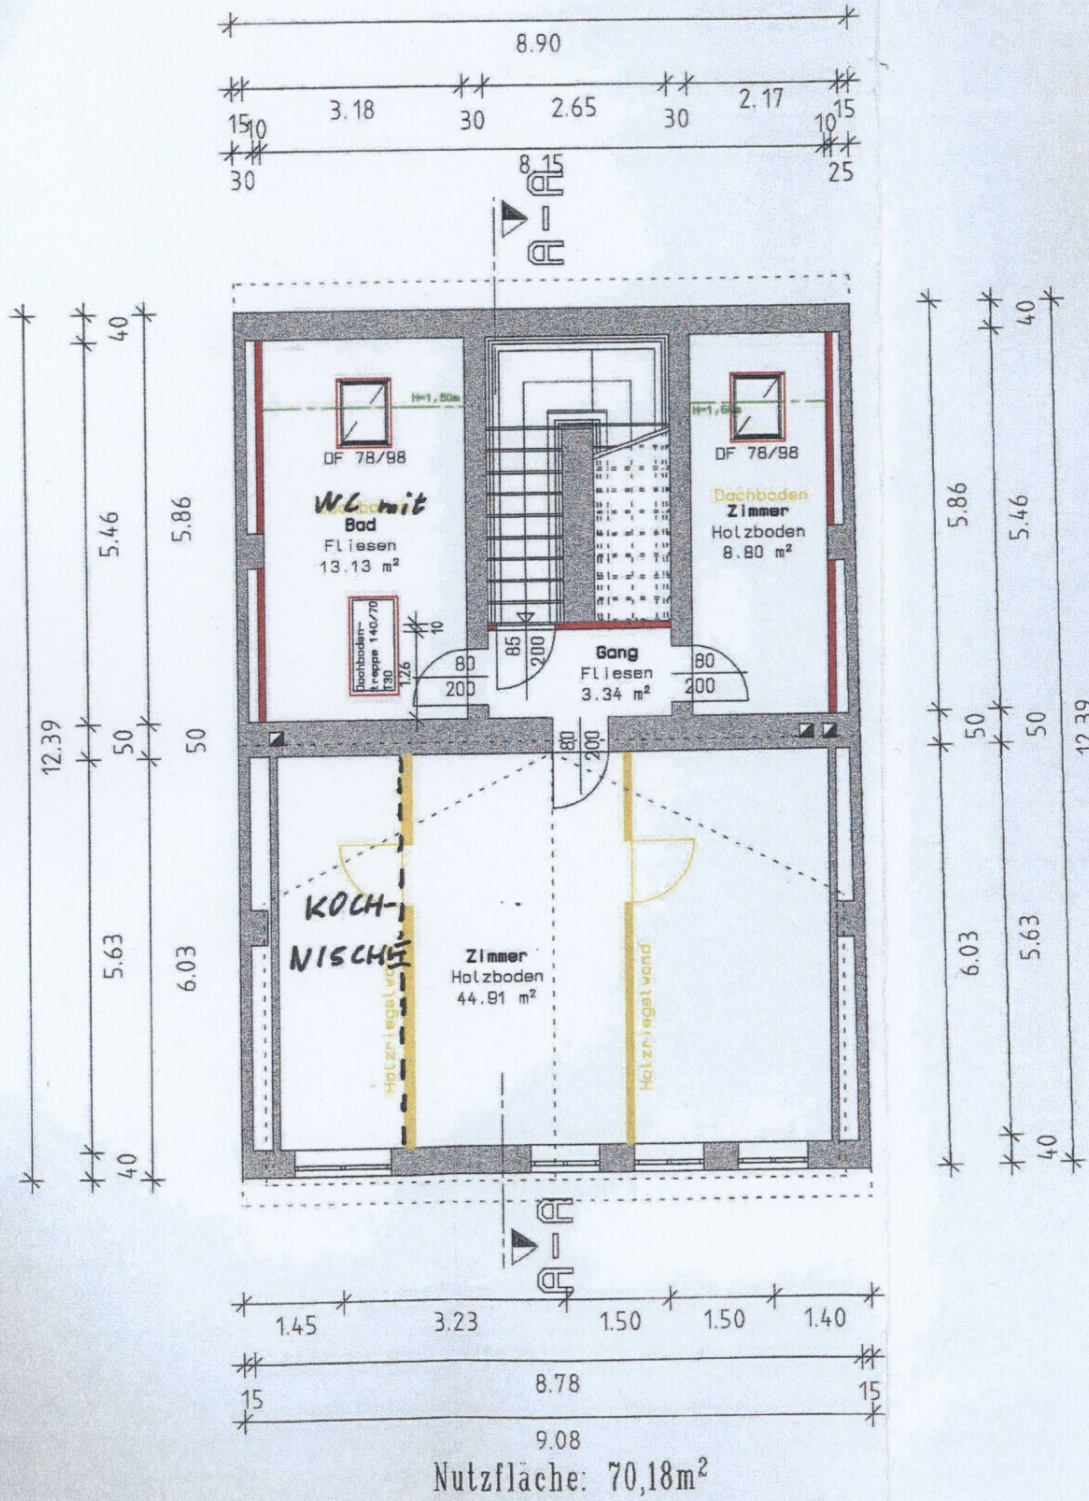 8.90
3.18
2.65
2.17
15
10
30
30
10
15
8.15
30
25
A-A
40
40
H=1,50m
DF 78/98
DF 78/98
Dachboden
WC mit
Bad
Fliesen
13.13 m²
Zimmer
Holzboden
8.80 m²
5.46
5.86
5.86
5.46
Dachboden-
treppe 140/70
T30
10
1.26
80
200
85
200
Gang
Fliesen
3.34 m²
80
200
12.39
50
50
80
200
50
50
12.39
KOCH-
NISCHE
Holzriegelwand
Zimmer
Holzboden
44.91 m²
Holzriegelwand
5.63
6.03
6.03
5.63
40
40
A-A
1.45
3.23
1.50
1.50
1.40
15
8.78
15
9.08
Nutzfläche: 70,18m²